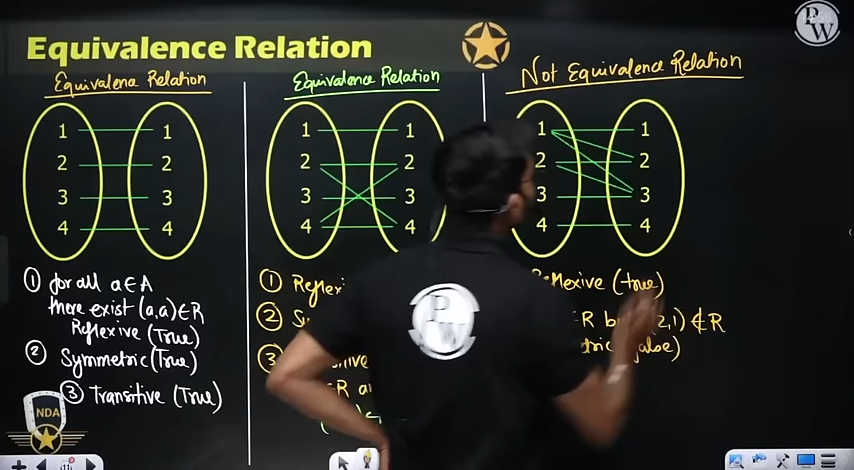 Equivalence Relation
Equivalence Relation
1 1
2 2
3 3
4 4
① for all a∈A
there exist (a,a)∈R
Reflexive (True)
② Symmetric (True)
③ Transitive (True)
NDA
Equivalence Relation
1 1
2 2
3 3
4 4
①
②
③
Not Equivalence Relation
1 1
2 2
3 3
4 4
Reflexive (true)
2,1) ∉ R
PW
PW